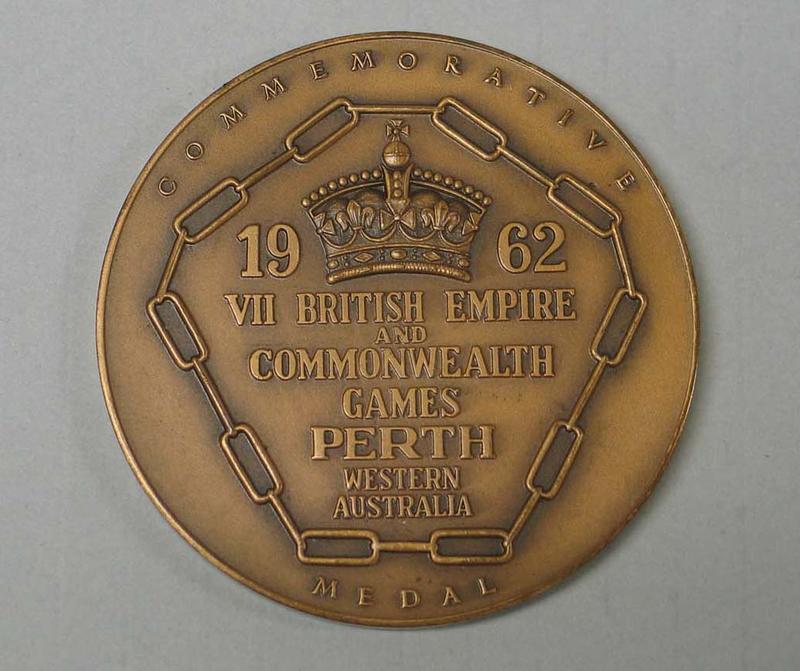 COMMEMORATIVE
19 62
VII BRITISH EMPIRE
AND
COMMONWEALTH
GAMES
PERTH
WESTERN
AUSTRALIA
MEDAL